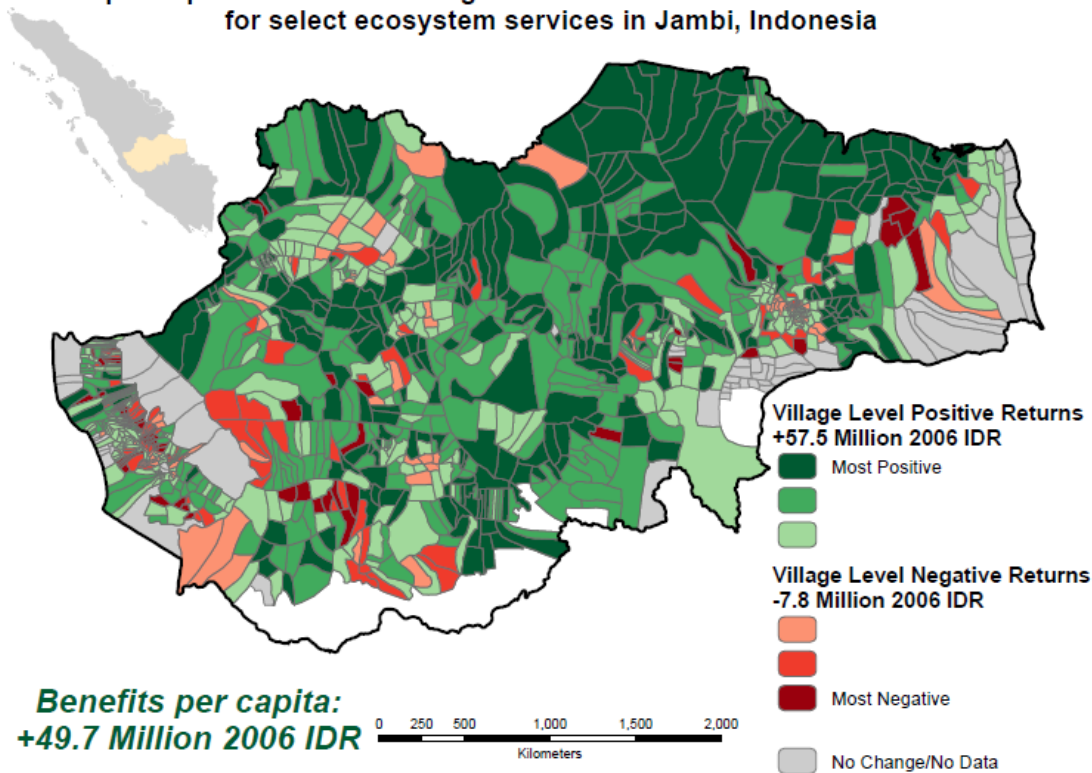 for select ecosystem services in Jambi, Indonesia
Village Level Positive Returns
+57.5 Million 2006 IDR
Most Positive
Village Level Negative Returns
-7.8 Million 2006 IDR
Most Negative
No Change/No Data
Benefits per capita:
+49.7 Million 2006 IDR
0 250 500 1,000 1,500 2,000
Kilometers